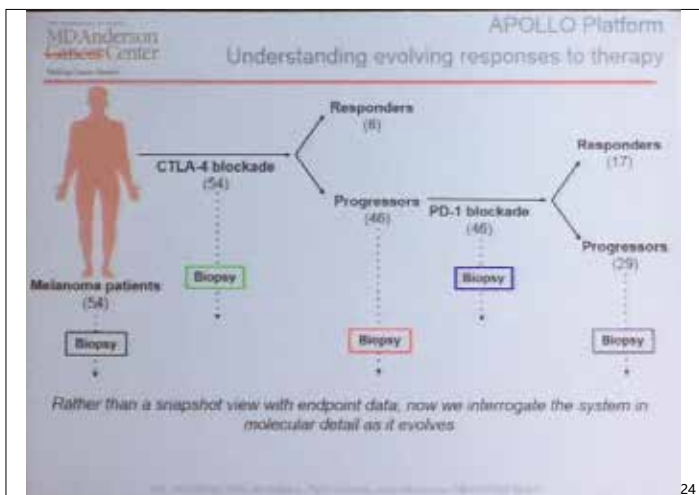 MDAnderson
Cancer Center
APOLLO Platform
Understanding evolving responses to therapy
Responders
CTLA-4 blockade
(54)
Progressors
(46)
PD-1 blockade
(46)
Responders
(17)
Progressors
(29)
Melanoma patients
(54)
Biopsy
Biopsy
Biopsy
Biopsy
Biopsy
Rather than a snapshot view with endpoint data, now we interrogate the system in
molecular detail as it evolves
24